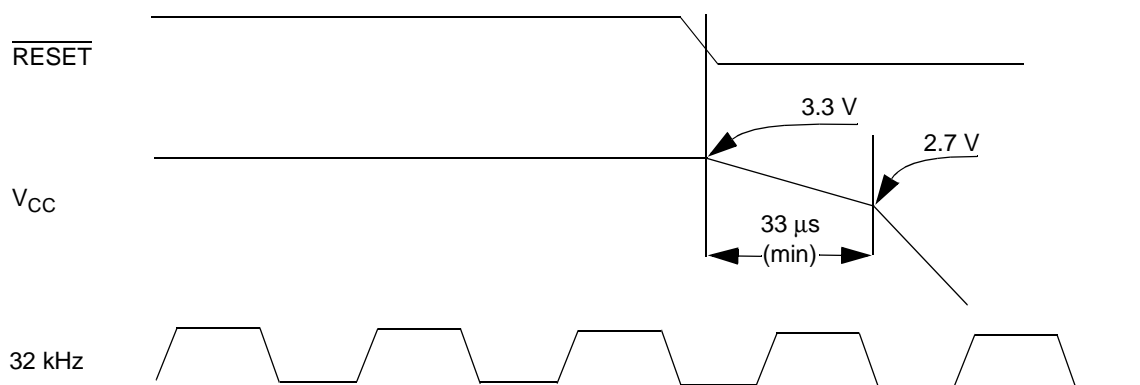 RESET
3.3 V
2.7 V
VCC
33 μs
(min)
32 kHz